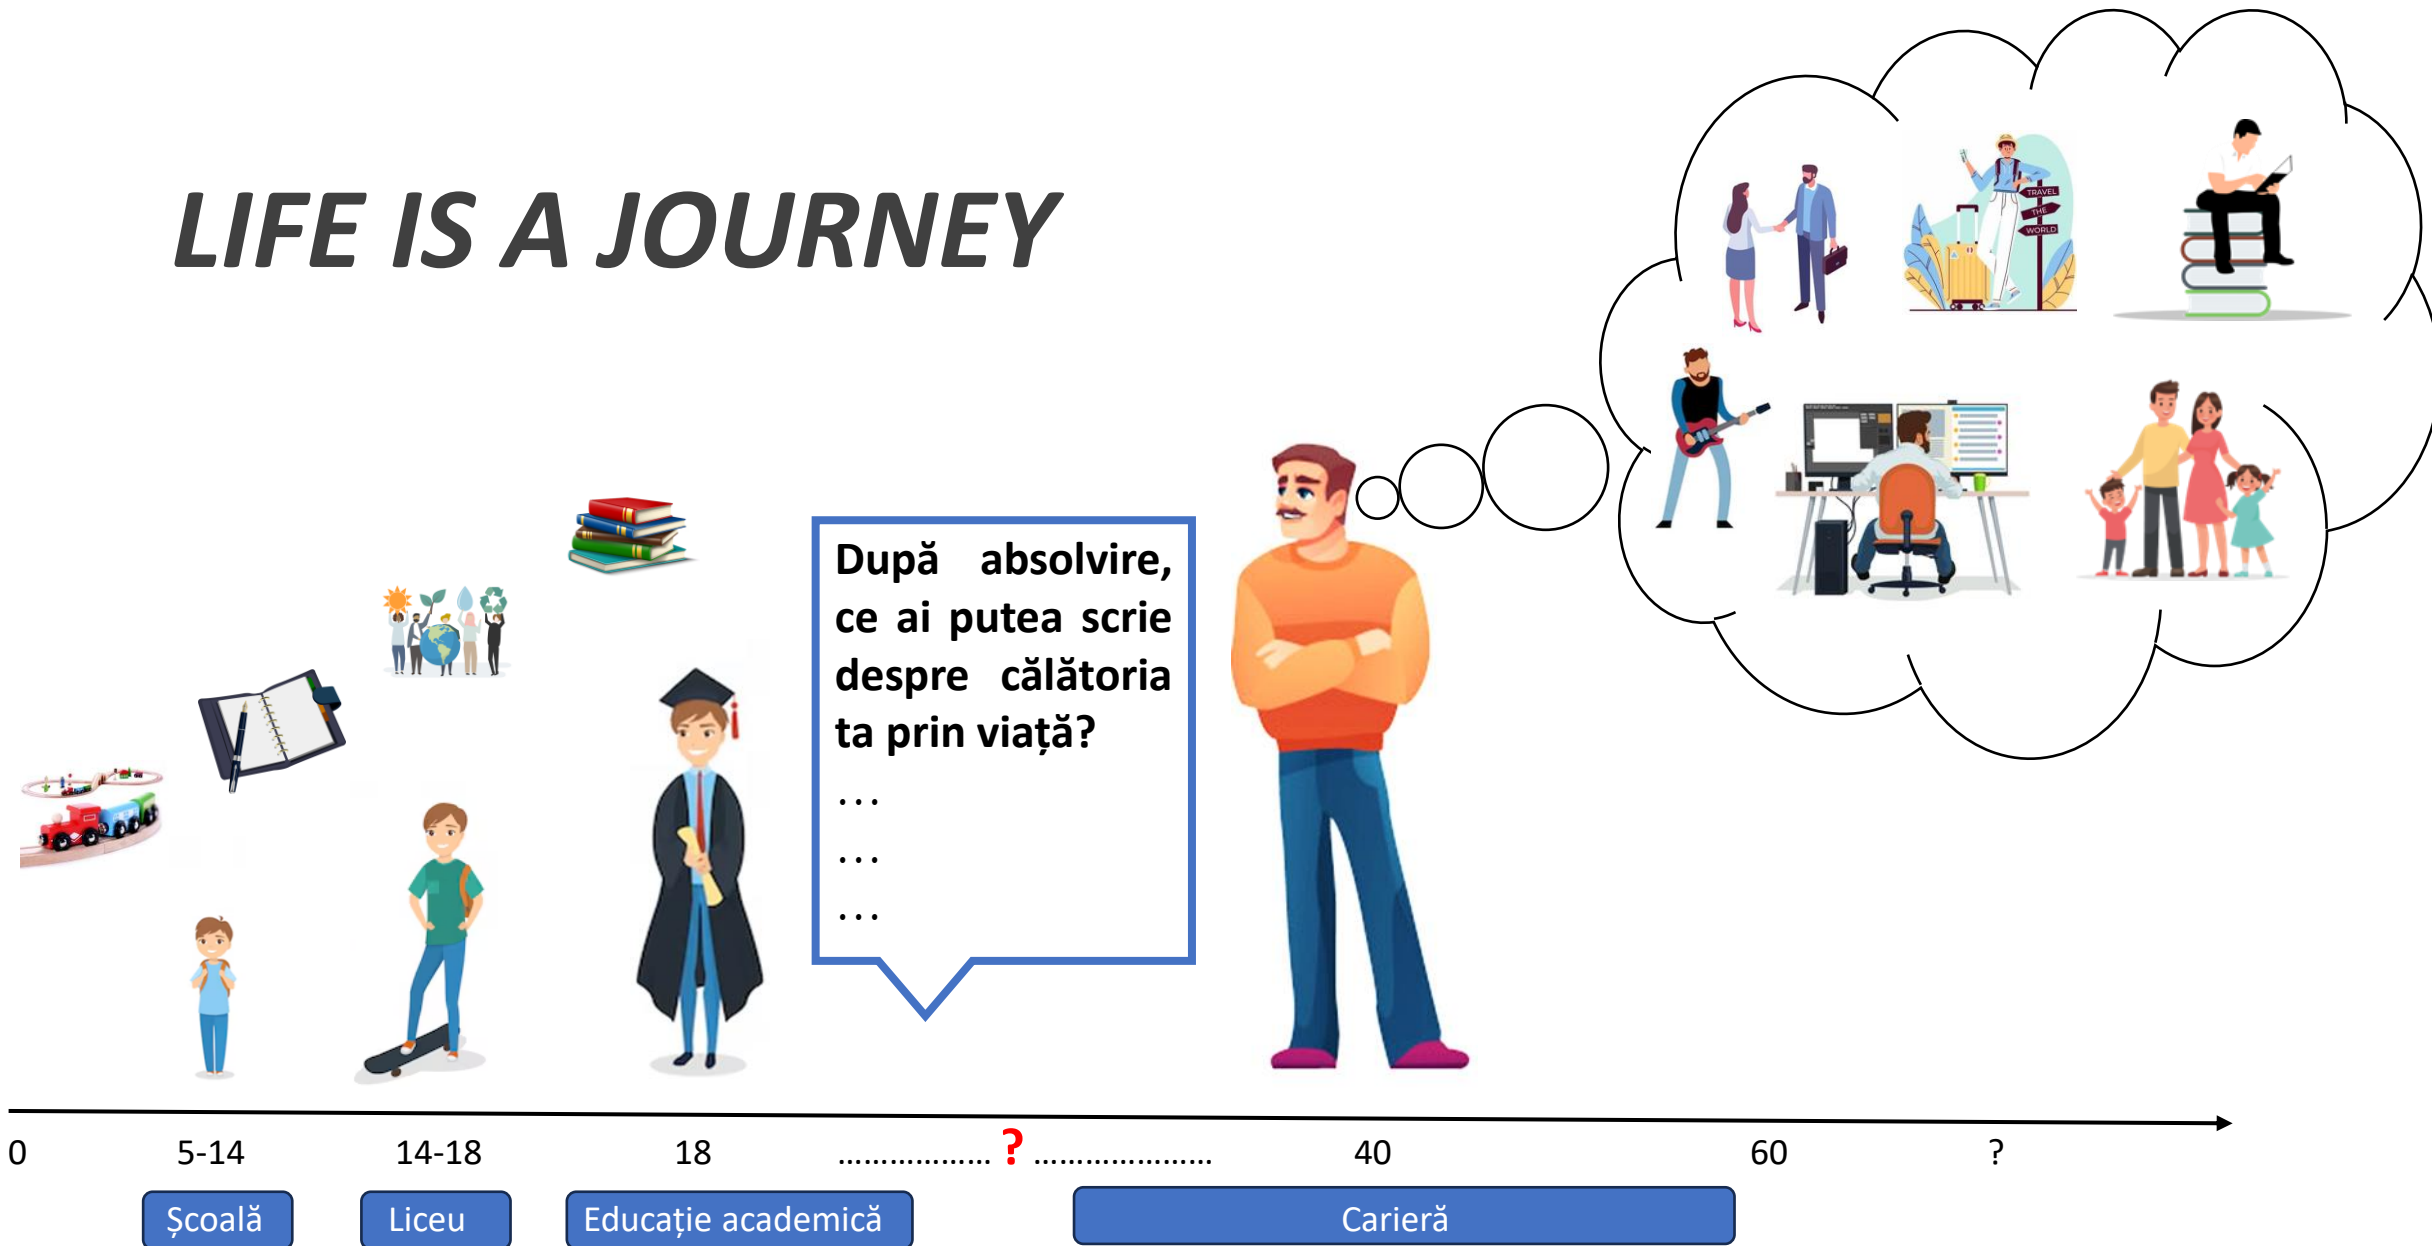 LIFE IS A JOURNEY
TRAVEL
THE
WORLD
După absolvire,
ce ai putea scrie
despre călătoria
ta prin viață?
...
...
...
0 5-14 14-18 18 .................. ? ..................... 40 60 ?
Școală Liceu Educație academică Carieră